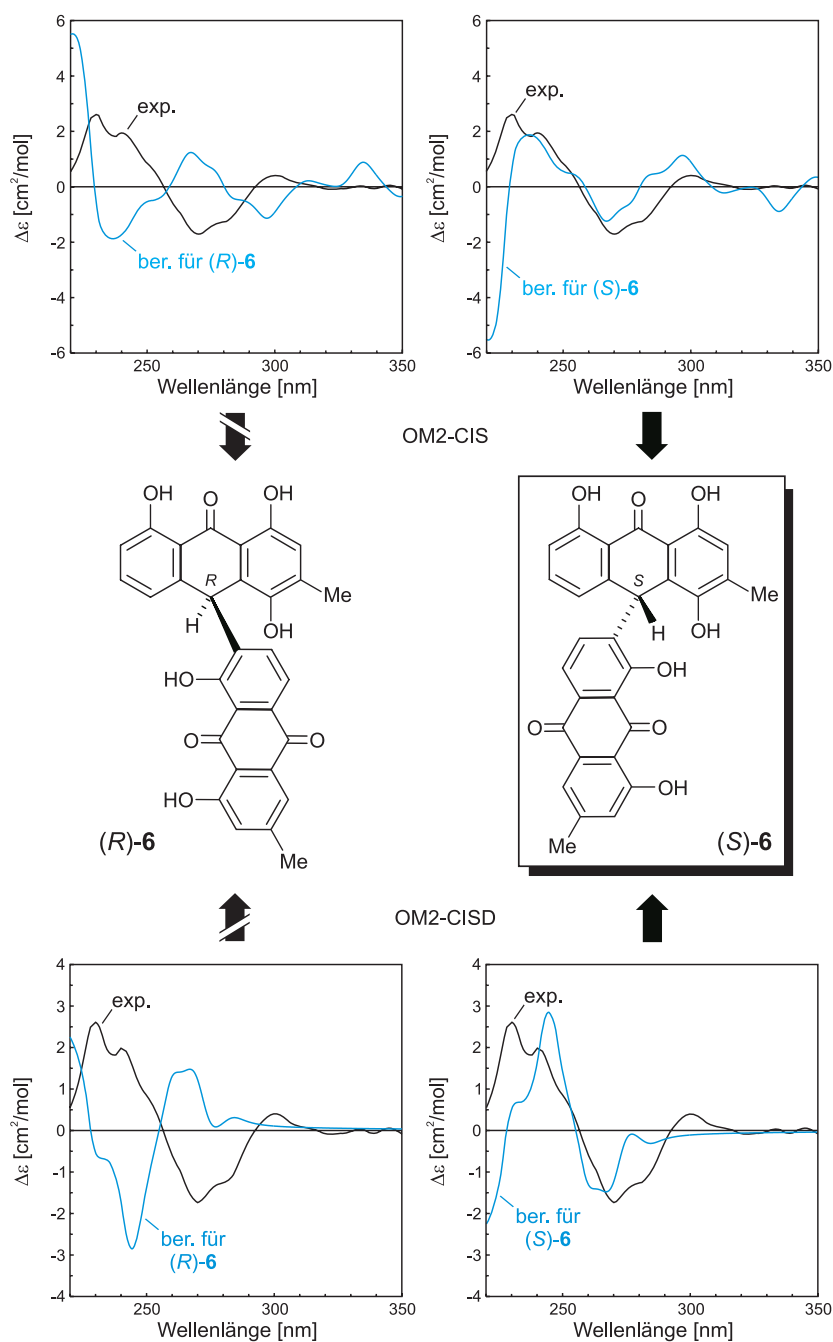 6
4
2
0
-2
-4
-6
Δε [cm²/mol]
exp.
ber. für (R)-6
250
300
350
Wellenlänge [nm]
6
4
2
0
-2
-4
-6
Δε [cm²/mol]
exp.
ber. für (S)-6
250
300
350
Wellenlänge [nm]
OM2-CIS
OH
O
OH
R
Me
H
OH
HO
O
O
HO
Me
(R)-6
OH
O
OH
S
Me
H
OH
OH
O
O
OH
Me
(S)-6
OM2-CISD
4
3
2
1
0
-1
-2
-3
-4
Δε [cm²/mol]
exp.
ber. für
(R)-6
250
300
350
Wellenlänge [nm]
4
3
2
1
0
-1
-2
-3
-4
Δε [cm²/mol]
exp.
ber. für
(S)-6
250
300
350
Wellenlänge [nm]